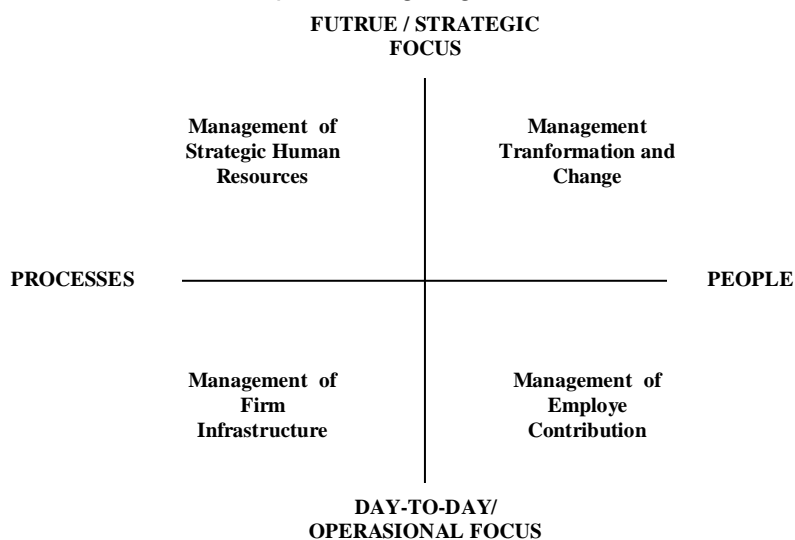 FUTRUE / STRATEGIC
FOCUS
Management of
Strategic Human
Resources
Management
Tranformation and
Change
PROCESSES
PEOPLE
Management of
Firm
Infrastructure
Management of
Employe
Contribution
DAY-TO-DAY/
OPERASIONAL FOCUS